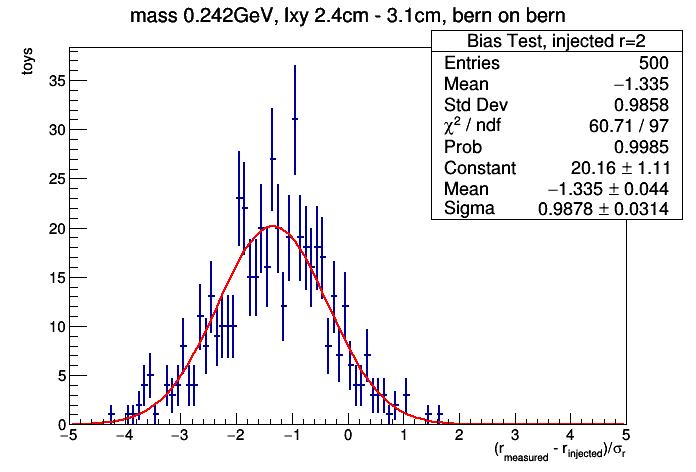 mass 0.242GeV, lxy 2.4cm - 3.1cm, bern on bern
toys
Bias Test, injected r=2
Entries 500
Mean −1.335
Std Dev 0.9858
χ² / ndf 60.71 / 97
Prob 0.9985
Constant 20.16 ± 1.11
Mean −1.335 ± 0.044
Sigma 0.9878 ± 0.0314
35
30
25
20
15
10
5
0
−5 −4 −3 −2 −1 0 1 2 3 4 5
(r_measured - r_injected)/σ_r